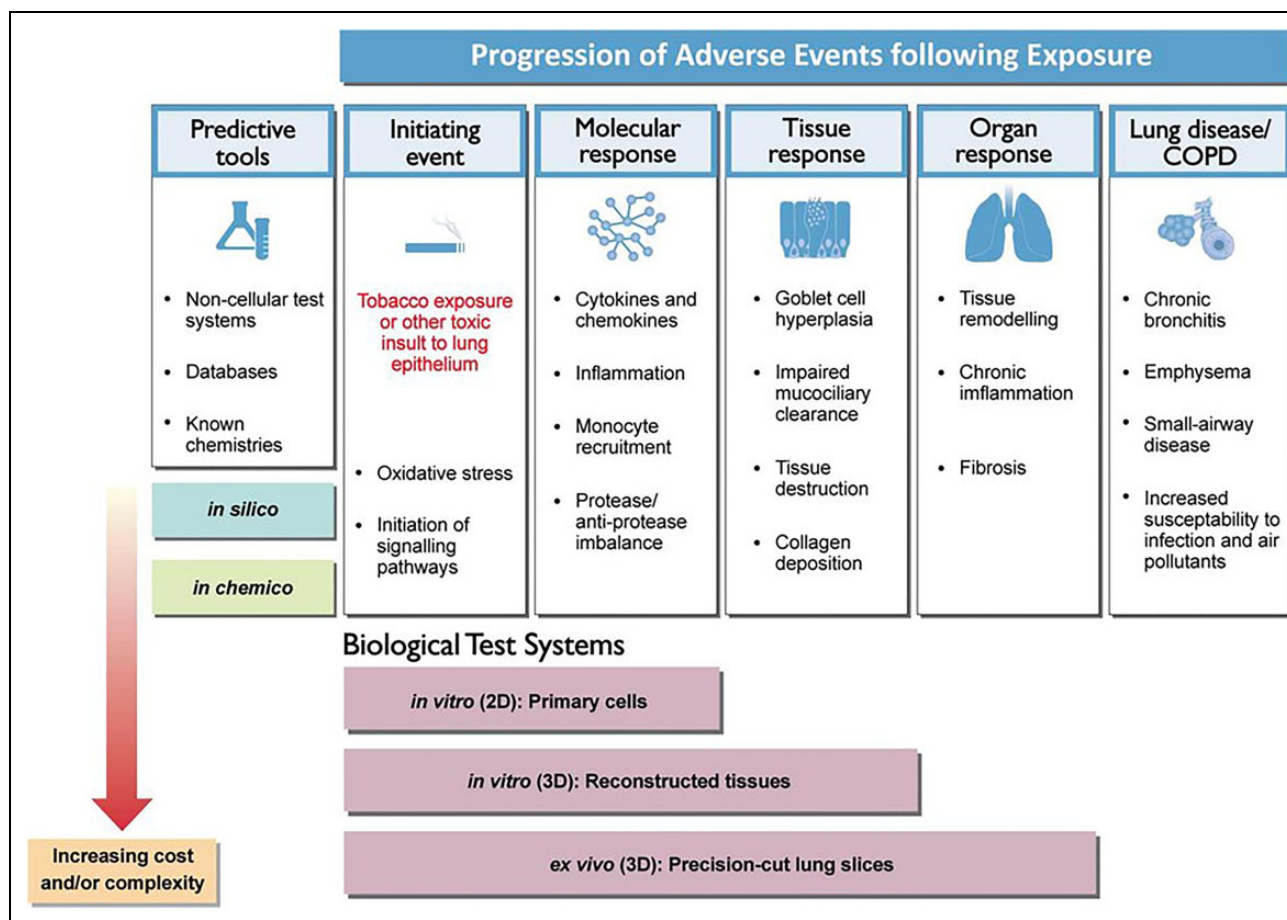 Progression of Adverse Events following Exposure
Predictive
tools
• Non-cellular test
systems
• Databases
• Known
chemistries
in silico
in chemico
Initiating
event
Tobacco exposure
or other toxic
insult to lung
epithelium
• Oxidative stress
• Initiation of
signalling
pathways
Molecular
response
• Cytokines and
chemokines
• Inflammation
• Monocyte
recruitment
• Protease/
anti-protease
imbalance
Tissue
response
• Goblet cell
hyperplasia
• Impaired
mucociliary
clearance
• Tissue
destruction
• Collagen
deposition
Organ
response
• Tissue
remodelling
• Chronic
imflammation
• Fibrosis
Lung disease/
COPD
• Chronic
bronchitis
• Emphysema
• Small-airway
disease
• Increased
susceptability to
infection and air
pollutants
Biological Test Systems
in vitro (2D): Primary cells
in vitro (3D): Reconstructed tissues
ex vivo (3D): Precision-cut lung slices
Increasing cost
and/or complexity